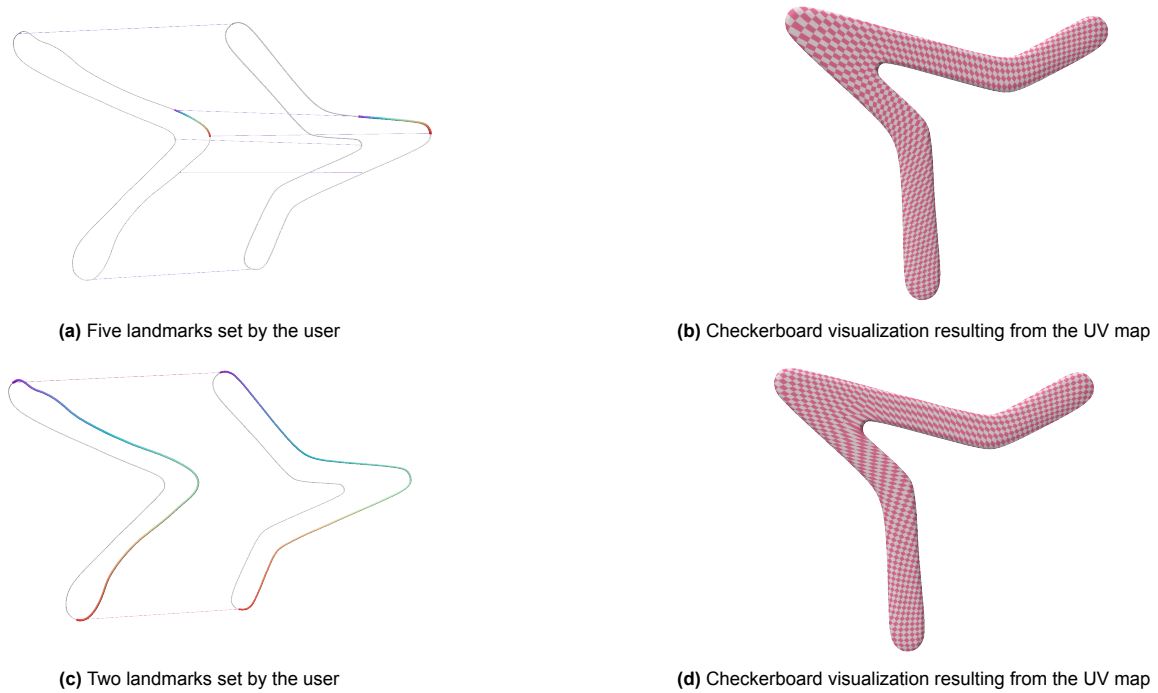 (a) Five landmarks set by the user
(b) Checkerboard visualization resulting from the UV map
(c) Two landmarks set by the user
(d) Checkerboard visualization resulting from the UV map